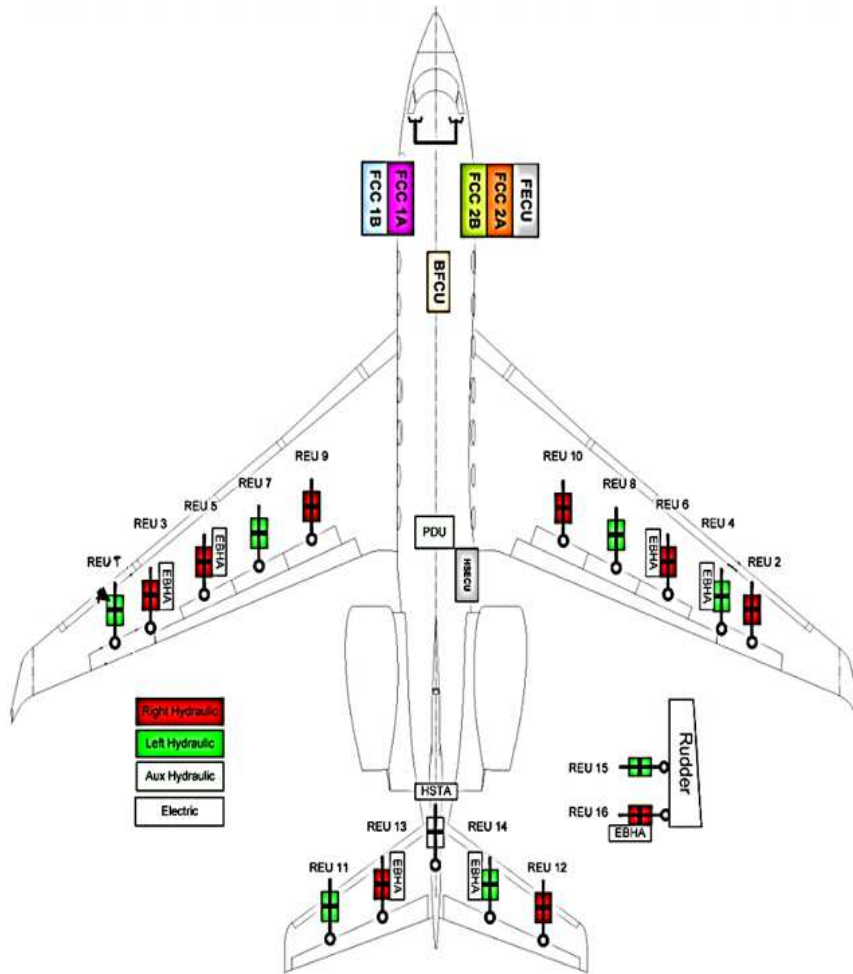 FCC 1B
FCC 1A
FCC 2B
FCC 2A
FECU
BFCU
REU 9
REU 10
REU 7
REU 8
REU 5
REU 6
REU 3
REU 4
REU 1
REU 2
EBHA
EBHA
EBHA
EBHA
PDU
HSECU
Right Hydraulic
Left Hydraulic
Aux Hydraulic
Electric
Rudder
REU 15
REU 16
EBHA
HSTA
REU 13
REU 14
REU 11
REU 12
EBHA
EBHA